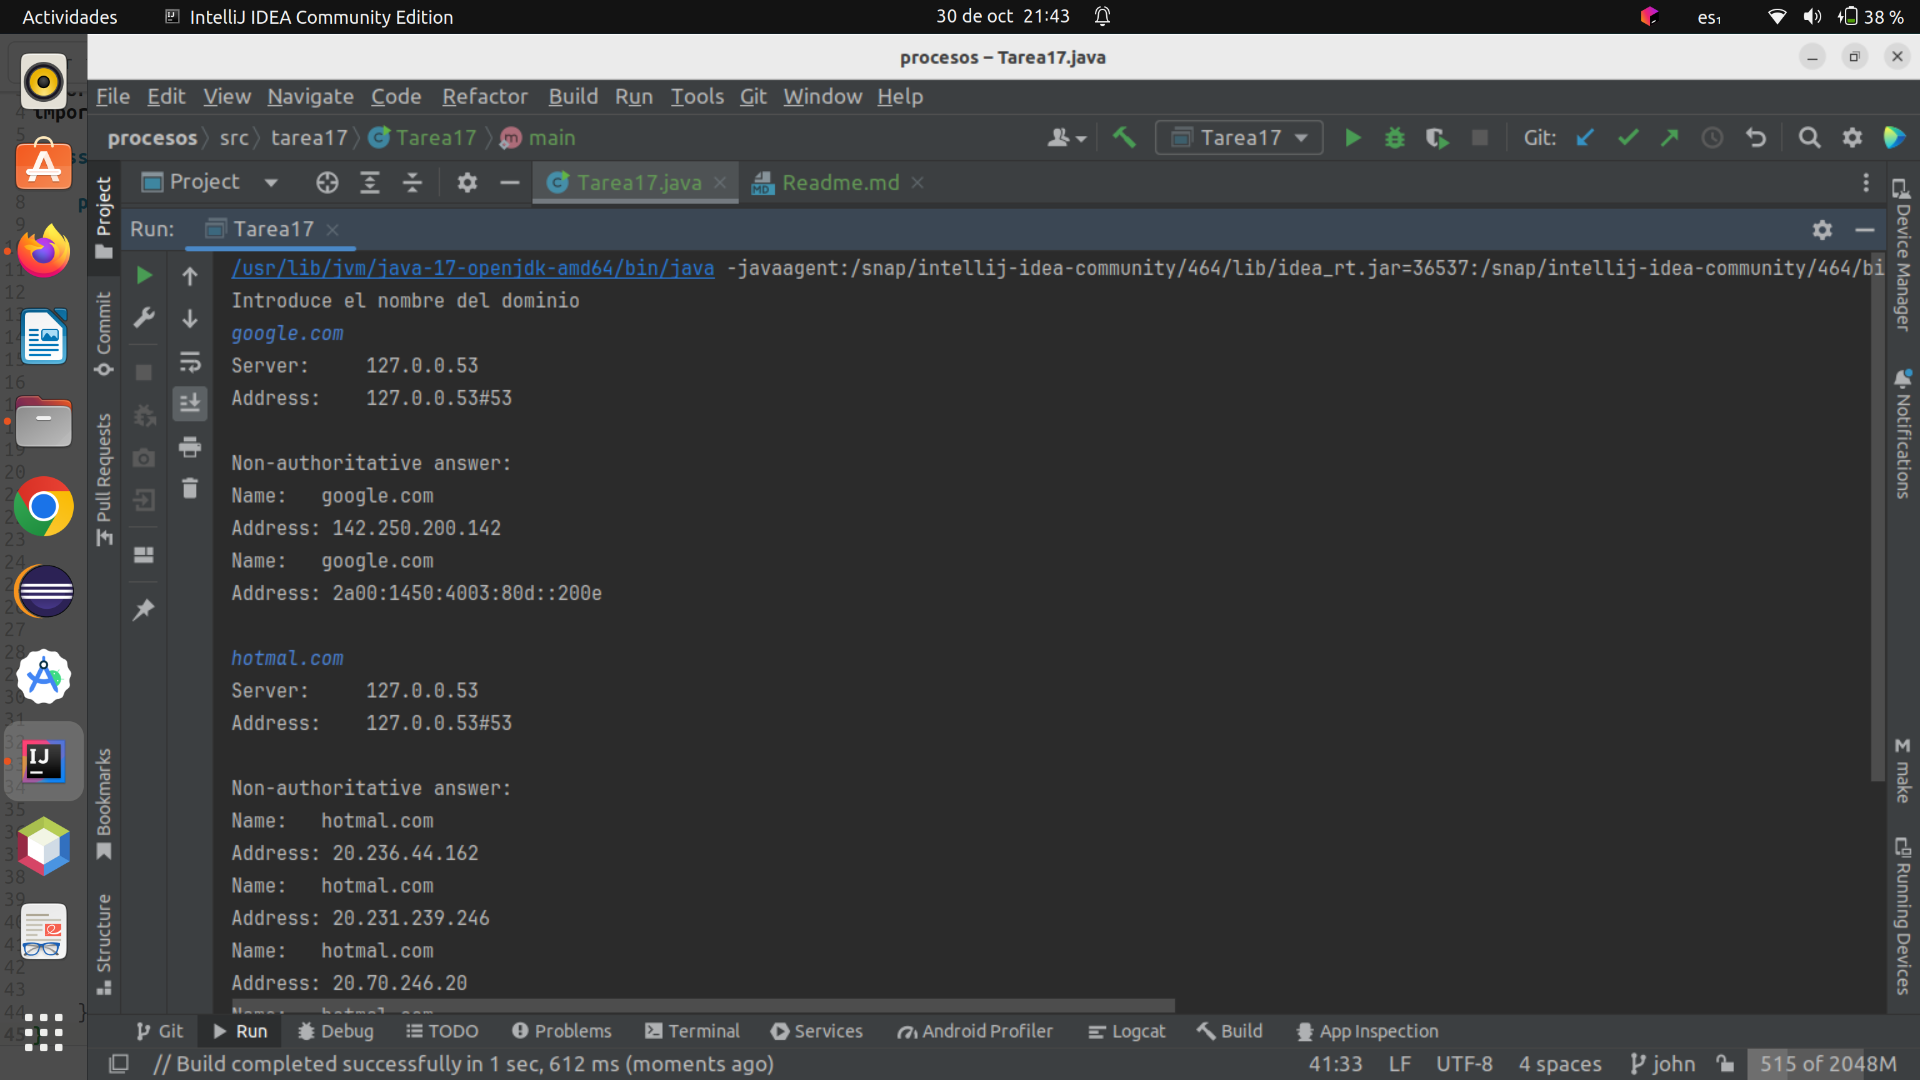 Actividades IntelliJ IDEA Community Edition 30 de oct 21:43 es₁ 38 %
procesos – Tarea17.java
File Edit View Navigate Code Refactor Build Run Tools Git Window Help
procesos src tarea17 Tarea17 main Tarea17 Git:
Project Tarea17.java Readme.md
Run: Tarea17
/usr/lib/jvm/java-17-openjdk-amd64/bin/java -javaagent:/snap/intellij-idea-community/464/lib/idea_rt.jar=36537:/snap/intellij-idea-community/464/bi
Introduce el nombre del dominio
google.com
Server: 127.0.0.53
Address: 127.0.0.53#53
Non-authoritative answer:
Name: google.com
Address: 142.250.200.142
Name: google.com
Address: 2a00:1450:4003:80d::200e
hotmal.com
Server: 127.0.0.53
Address: 127.0.0.53#53
Non-authoritative answer:
Name: hotmal.com
Address: 20.236.44.162
Name: hotmal.com
Address: 20.231.239.246
Name: hotmal.com
Address: 20.70.246.20
Project
Commit
Pull Requests
Bookmarks
Structure
Device Manager
Notifications
make
Running Devices
Git Run Debug TODO Problems Terminal Services Android Profiler Logcat Build App Inspection
// Build completed successfully in 1 sec, 612 ms (moments ago) 41:33 LF UTF-8 4 spaces john 515 of 2048M